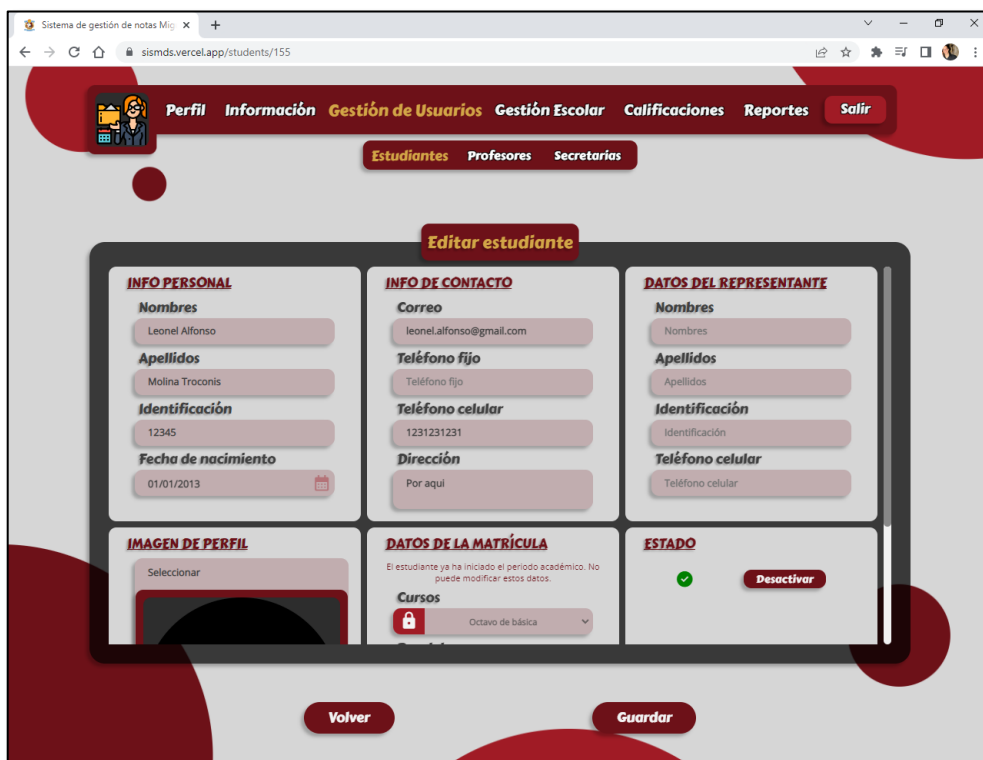 Sistema de gestión de notas Mig
sismds.vercel.app/students/155
Perfil Información Gestión de Usuarios Gestión Escolar Calificaciones Reportes Salir
Estudiantes Profesores Secretarias
Editar estudiante
INFO PERSONAL
Nombres
Leonel Alfonso
Apellidos
Molina Troconis
Identificación
12345
Fecha de nacimiento
01/01/2013
INFO DE CONTACTO
Correo
leonel.alfonso@gmail.com
Teléfono fijo
Teléfono fijo
Teléfono celular
1231231231
Dirección
Por aqui
DATOS DEL REPRESENTANTE
Nombres
Nombres
Apellidos
Apellidos
Identificación
Identificación
Teléfono celular
Teléfono celular
IMAGEN DE PERFIL
Seleccionar
DATOS DE LA MATRÍCULA
El estudiante ya ha iniciado el periodo académico. No
puede modificar estos datos.
Cursos
Octavo de básica
ESTADO
Desactivar
Volver
Guardar